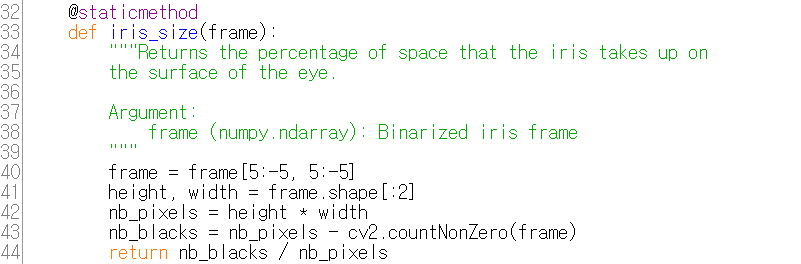 32 @staticmethod
33 def iris_size(frame):
34 """Returns the percentage of space that the iris takes up on
35 the surface of the eye.
36
37 Argument:
38 frame (numpy.ndarray): Binarized iris frame
39 """
40 frame = frame[5:-5, 5:-5]
41 height, width = frame.shape[:2]
42 nb_pixels = height * width
43 nb_blacks = nb_pixels - cv2.countNonZero(frame)
44 return nb_blacks / nb_pixels